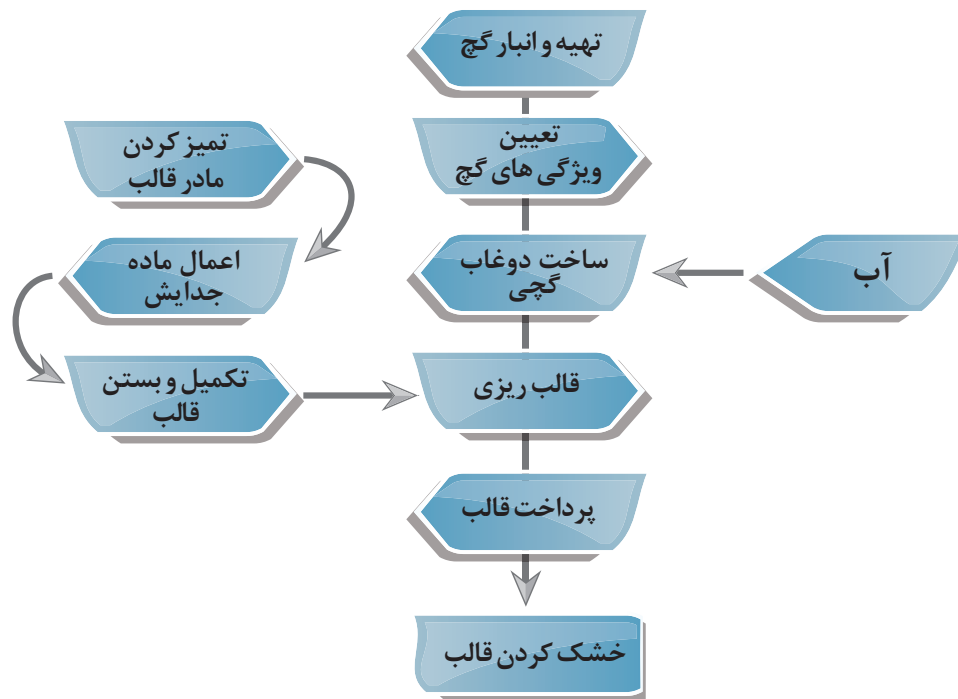 تهیه و انبار گچ
تعیین
ویژگی های گچ
تمیز کردن
مادر قالب
ساخت دوغاب
گچی
آب
اعمال ماده
جدایش
تکمیل و بستن
قالب
قالب ریزی
پرداخت قالب
خشک کردن قالب